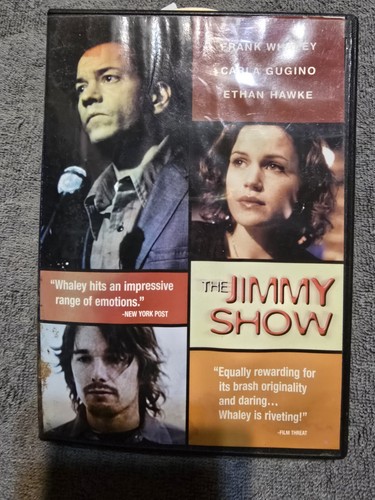 FRANK WHALEY
CARLA GUGINO
ETHAN HAWKE
"Whaley hits an impressive
range of emotions."
-NEW YORK POST
THE JIMMY
SHOW
"Equally rewarding for
its brash originality
and daring...
Whaley is riveting!"
-FILM THREAT